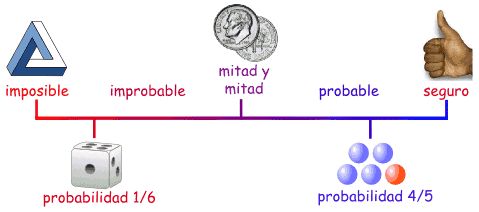 mitad y
mitad
imposible
improbable
probable
seguro
probabilidad 1/6
probabilidad 4/5